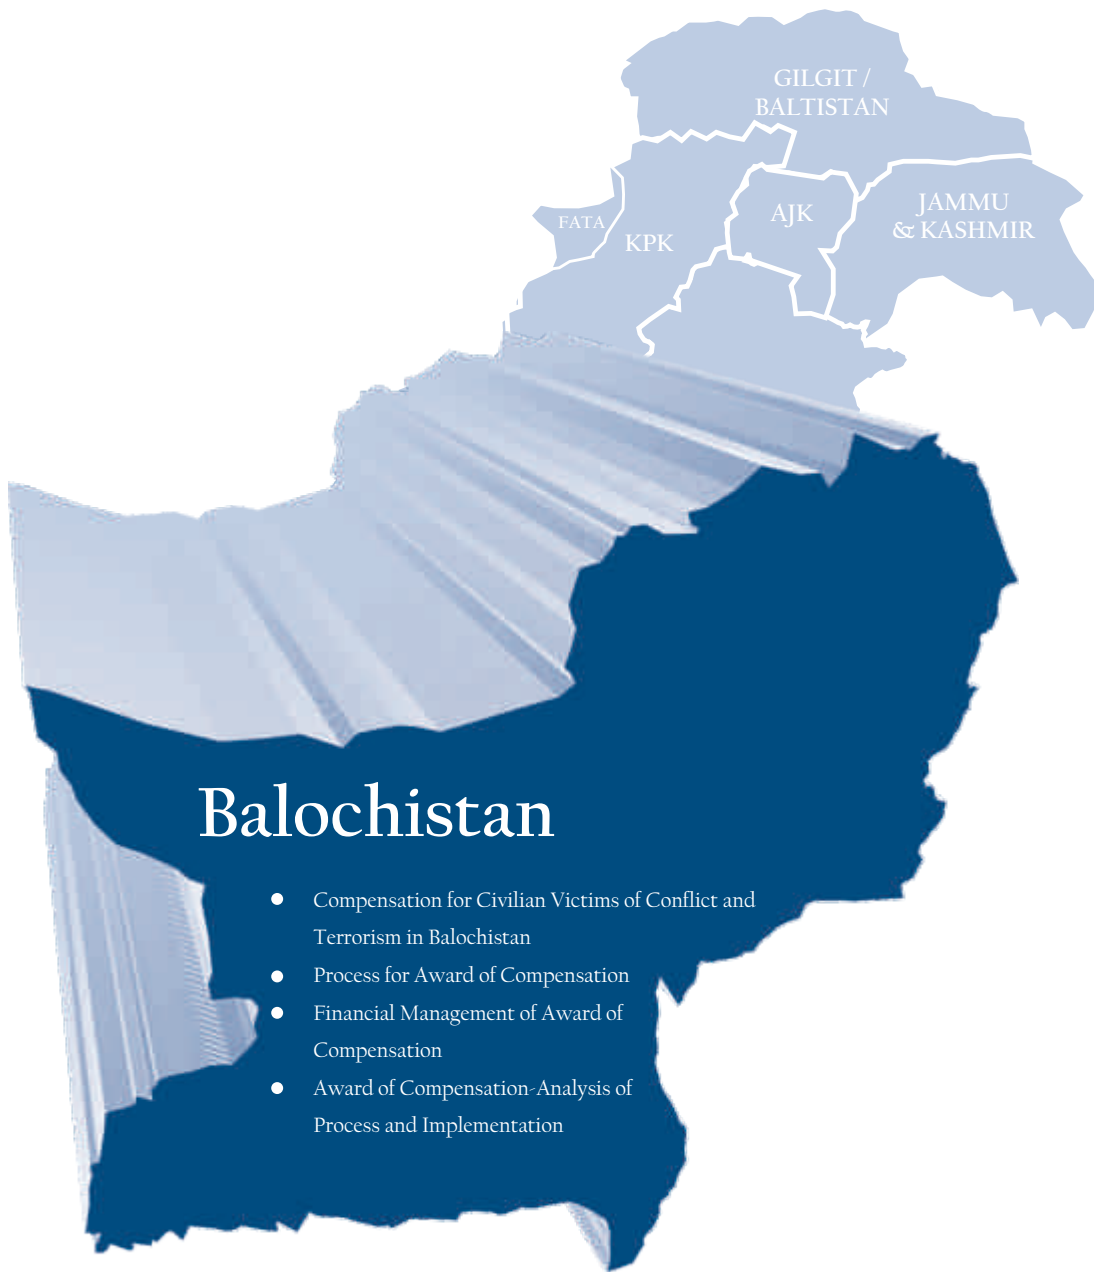 GILGIT /
BALTISTAN
JAMMU
& KASHMIR
AJK
FATA
KPK
Balochistan
● Compensation for Civilian Victims of Conflict and
Terrorism in Balochistan
● Process for Award of Compensation
● Financial Management of Award of
Compensation
● Award of Compensation-Analysis of
Process and Implementation